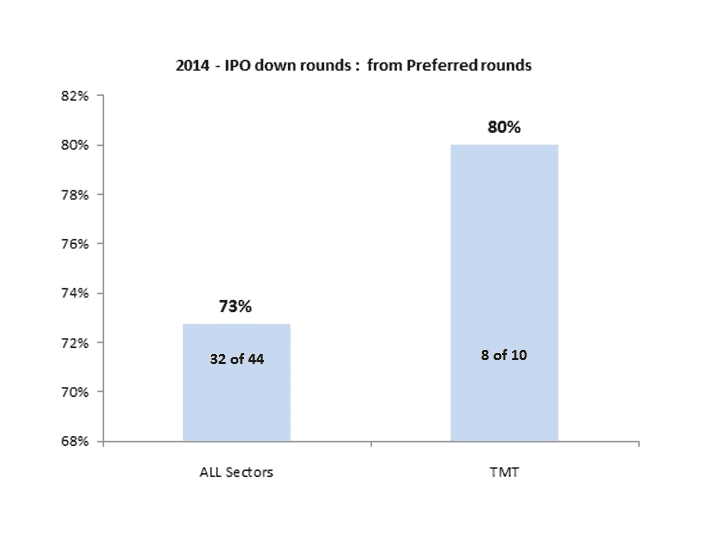 2014 - IPO down rounds : from Preferred rounds
82%
80%
78%
76%
74%
72%
70%
68%
73%
32 of 44
80%
8 of 10
ALL Sectors
TMT